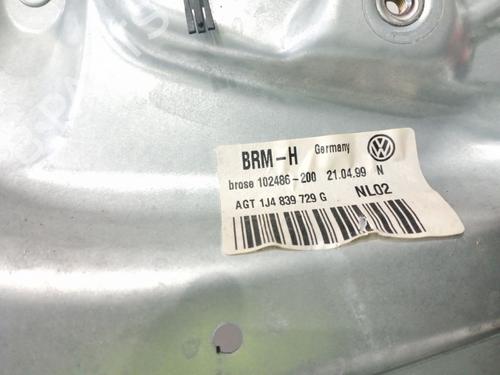 BRM-H Germany
brose 102486-200 21.04.99 N
AGT 1J4 839 729 G NL02